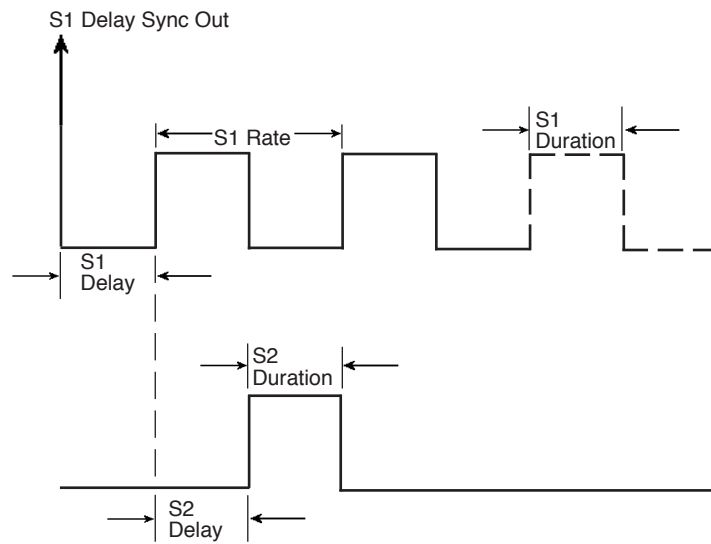 S1 Delay Sync Out
S1 Rate
S1
Duration
S1
Delay
S2
Duration
S2
Delay